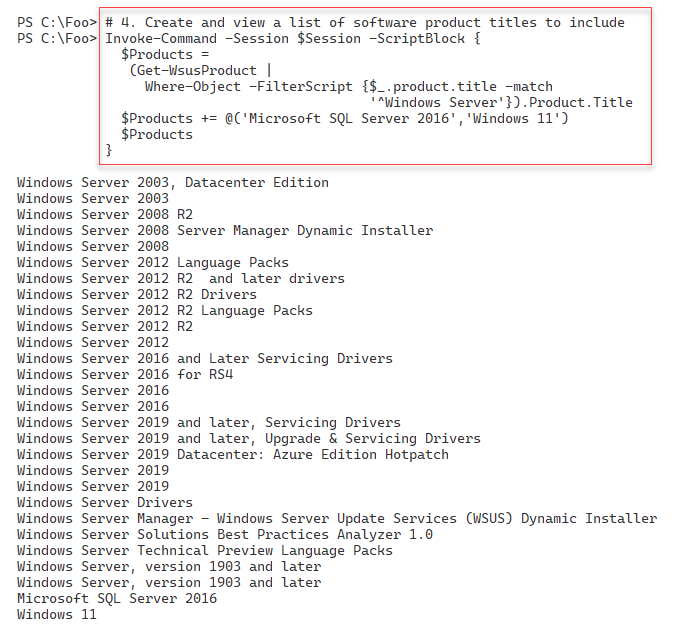 PS C:\Foo> # 4. Create and view a list of software product titles to include
PS C:\Foo> Invoke-Command -Session $Session -ScriptBlock {
  $Products =
   (Get-WsusProduct |
     Where-Object -FilterScript {$_.product.title -match
                                 '^Windows Server'}).Product.Title
  $Products += @('Microsoft SQL Server 2016','Windows 11')
  $Products
}
Windows Server 2003, Datacenter Edition
Windows Server 2003
Windows Server 2008 R2
Windows Server 2008 Server Manager Dynamic Installer
Windows Server 2008
Windows Server 2012 Language Packs
Windows Server 2012 R2  and later drivers
Windows Server 2012 R2 Drivers
Windows Server 2012 R2 Language Packs
Windows Server 2012 R2
Windows Server 2012
Windows Server 2016 and Later Servicing Drivers
Windows Server 2016 for RS4
Windows Server 2016
Windows Server 2016
Windows Server 2019 and later, Servicing Drivers
Windows Server 2019 and later, Upgrade & Servicing Drivers
Windows Server 2019 Datacenter: Azure Edition Hotpatch
Windows Server 2019
Windows Server 2019
Windows Server Drivers
Windows Server Manager – Windows Server Update Services (WSUS) Dynamic Installer
Windows Server Solutions Best Practices Analyzer 1.0
Windows Server Technical Preview Language Packs
Windows Server, version 1903 and later
Windows Server, version 1903 and later
Microsoft SQL Server 2016
Windows 11